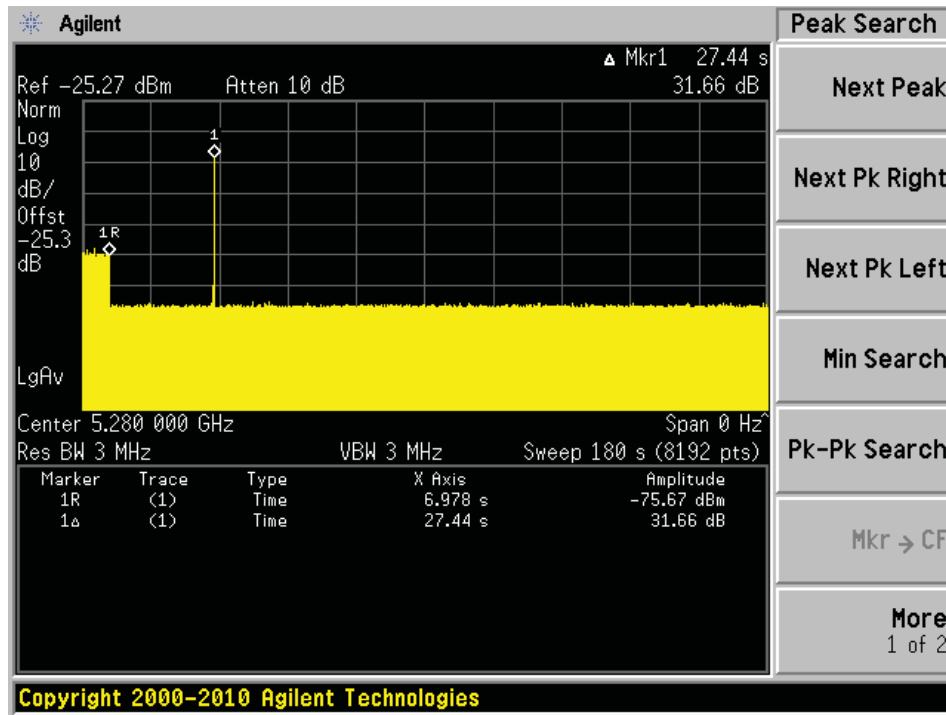 Agilent
Peak Search
Δ Mkr1 27.44 s
Ref -25.27 dBm Atten 10 dB 31.66 dB
Norm
Log
10
dB/
Offst
-25.3
dB
1
1R
LgAv
Center 5.280 000 GHz Span 0 Hz^
Res BW 3 MHz VBW 3 MHz Sweep 180 s (8192 pts)
Marker Trace Type X Axis Amplitude
1R (1) Time 6.978 s -75.67 dBm
1Δ (1) Time 27.44 s 31.66 dB
Next Peak
Next Pk Right
Next Pk Left
Min Search
Pk-Pk Search
Mkr → CF
More
1 of 2
Copyright 2000-2010 Agilent Technologies